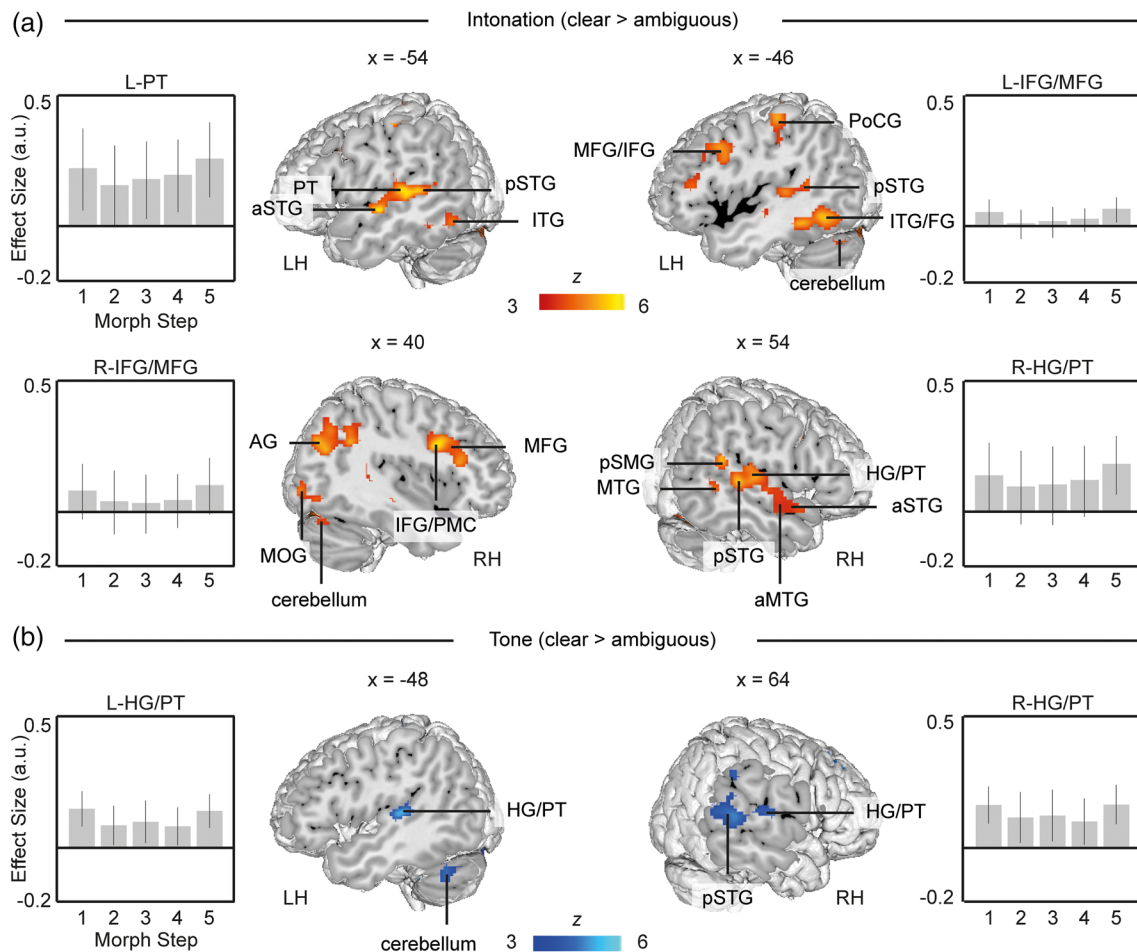 (a) Intonation (clear > ambiguous)
x = -54
x = -46
L-PT
0.5
Effect Size (a.u.)
-0.2
1 2 3 4 5
Morph Step
PT
aSTG
pSTG
ITG
LH
MFG/IFG
PoCG
pSTG
ITG/FG
LH
cerebellum
L-IFG/MFG
0.5
-0.2
1 2 3 4 5
z
3 6
x = 40
x = 54
R-IFG/MFG
0.5
-0.2
1 2 3 4 5
AG
MFG
IFG/PMC
MOG
RH
cerebellum
pSMG
MTG
HG/PT
aSTG
pSTG
RH
aMTG
R-HG/PT
0.5
-0.2
1 2 3 4 5
(b) Tone (clear > ambiguous)
x = -48
x = 64
L-HG/PT
0.5
Effect Size (a.u.)
-0.2
1 2 3 4 5
Morph Step
HG/PT
LH
cerebellum
HG/PT
pSTG
RH
R-HG/PT
0.5
-0.2
1 2 3 4 5
z
3 6